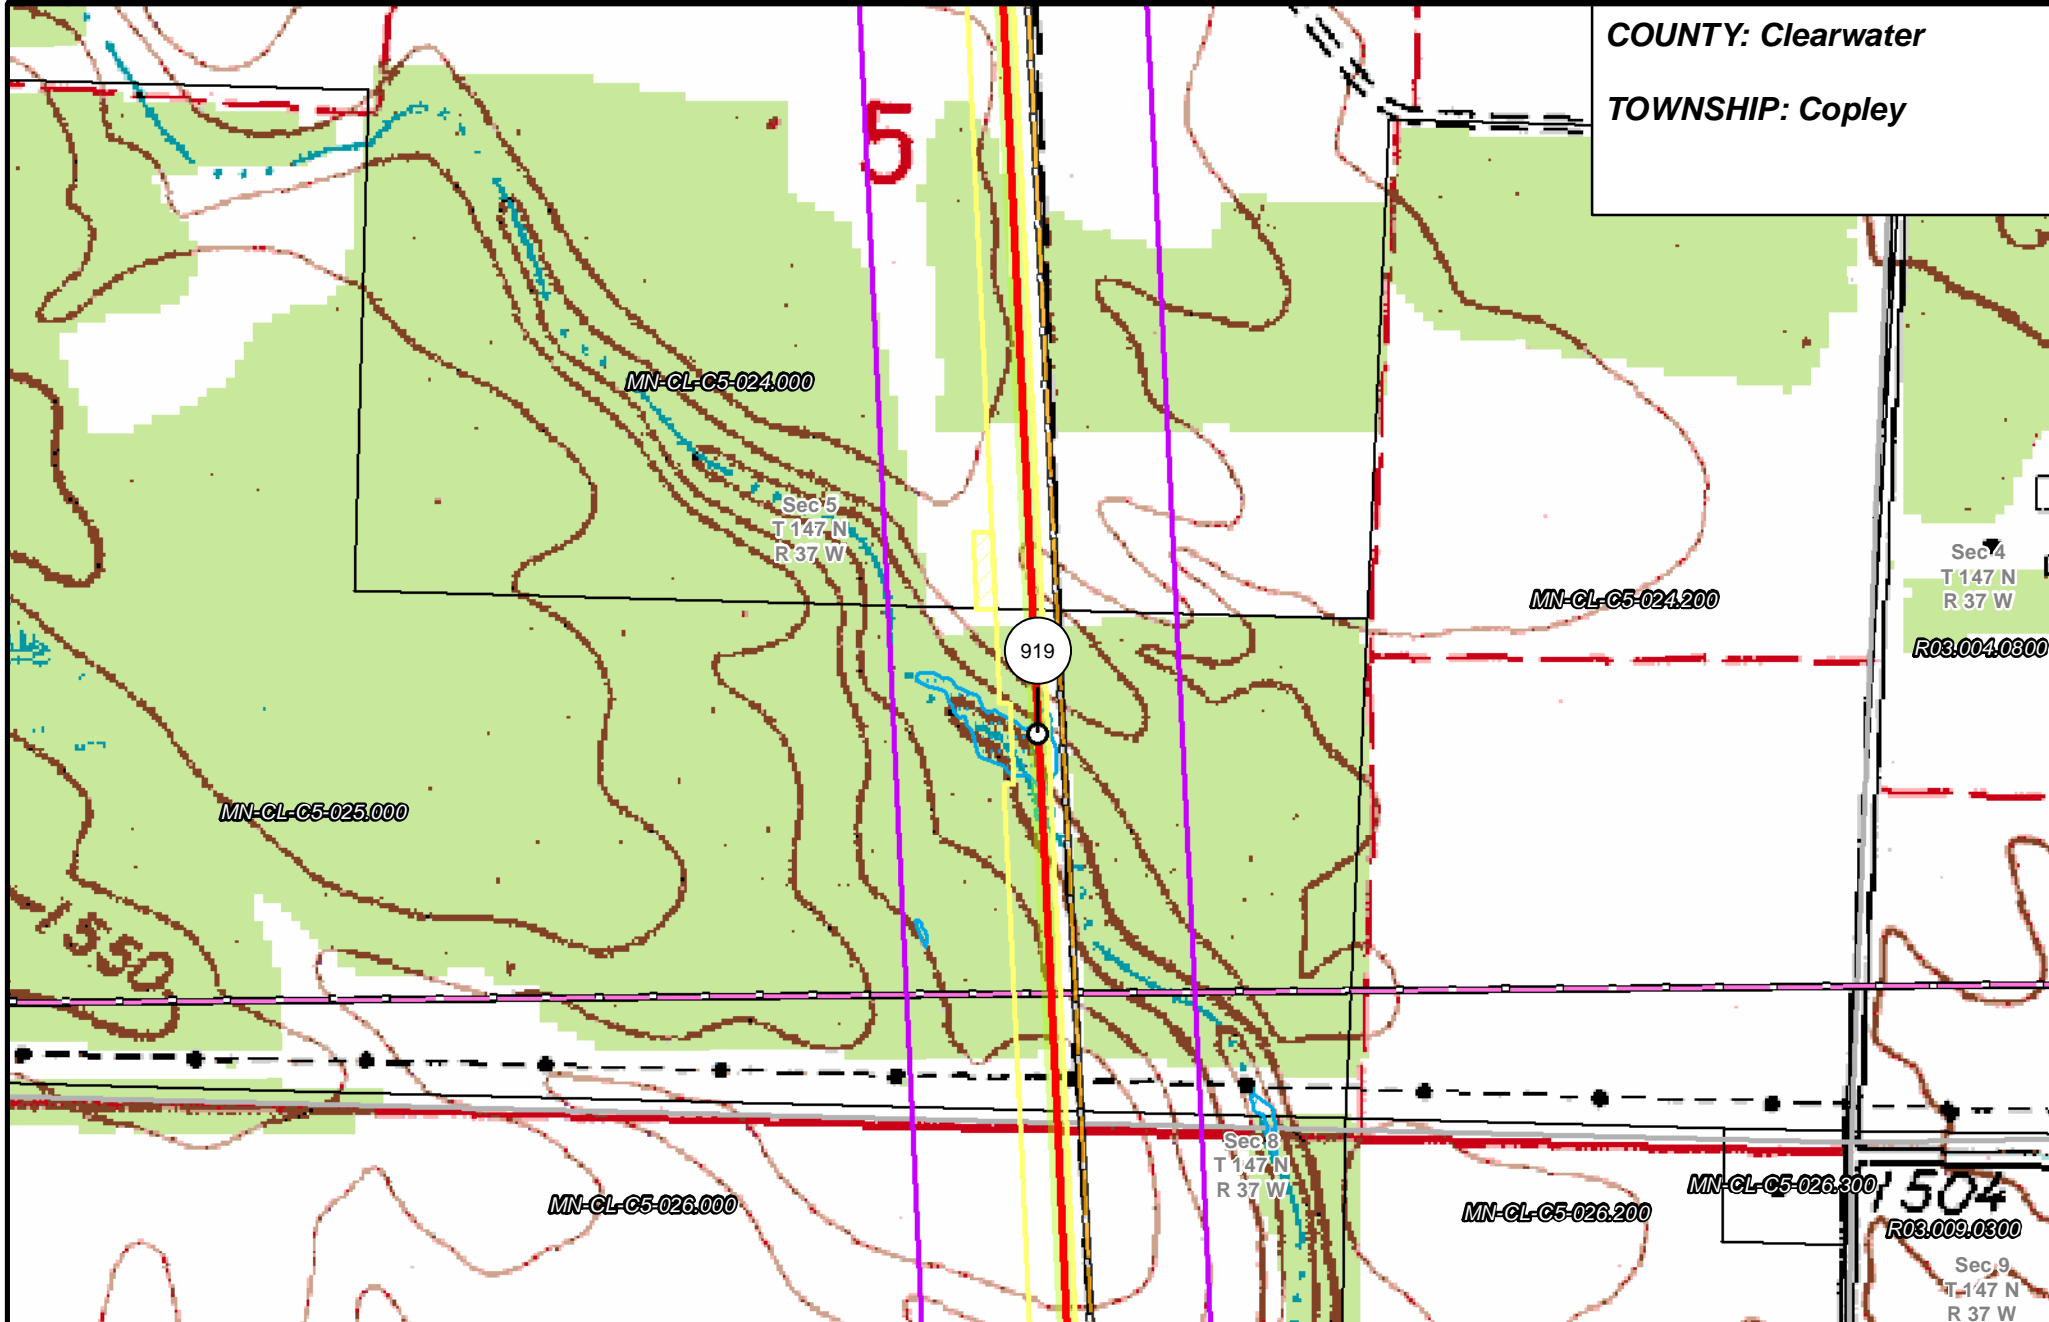 COUNTY: Clearwater
TOWNSHIP: Copley
5
MN-CL-C5-024.000
Sec 5
T 147 N
R 37 W
Sec 4
T 147 N
R 37 W
MN-CL-C5-024.200
R03.004.0800
919
MN-CL-C5-025.000
1550
Sec 8
T 147 N
R 37 W
MN-CL-C5-026.000
MN-CL-C5-026.200
MN-CL-C5-026.300
1504
R03.009.0300
Sec 9
T 147 N
R 37 W